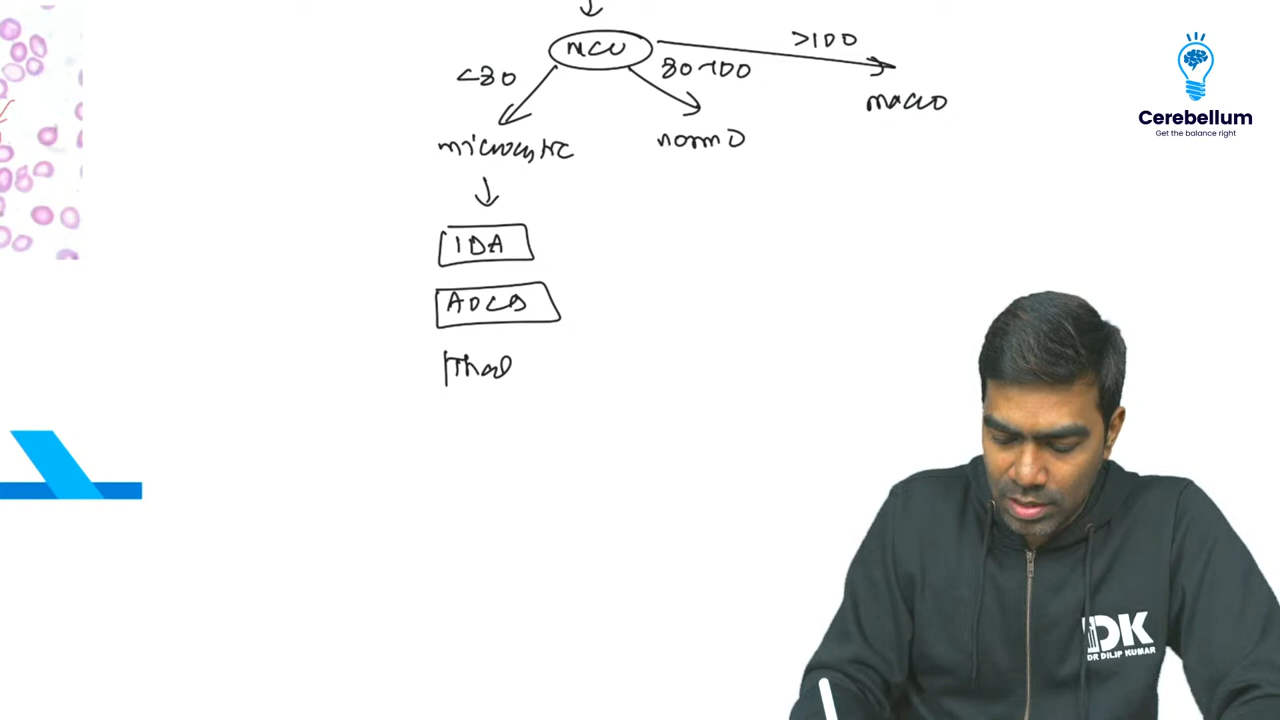 MCV
>100
<80
80-100
macro
microcytic
normo
IDA
AOCD
Thal
Cerebellum
Get the balance right
DK
DR DILIP KUMAR